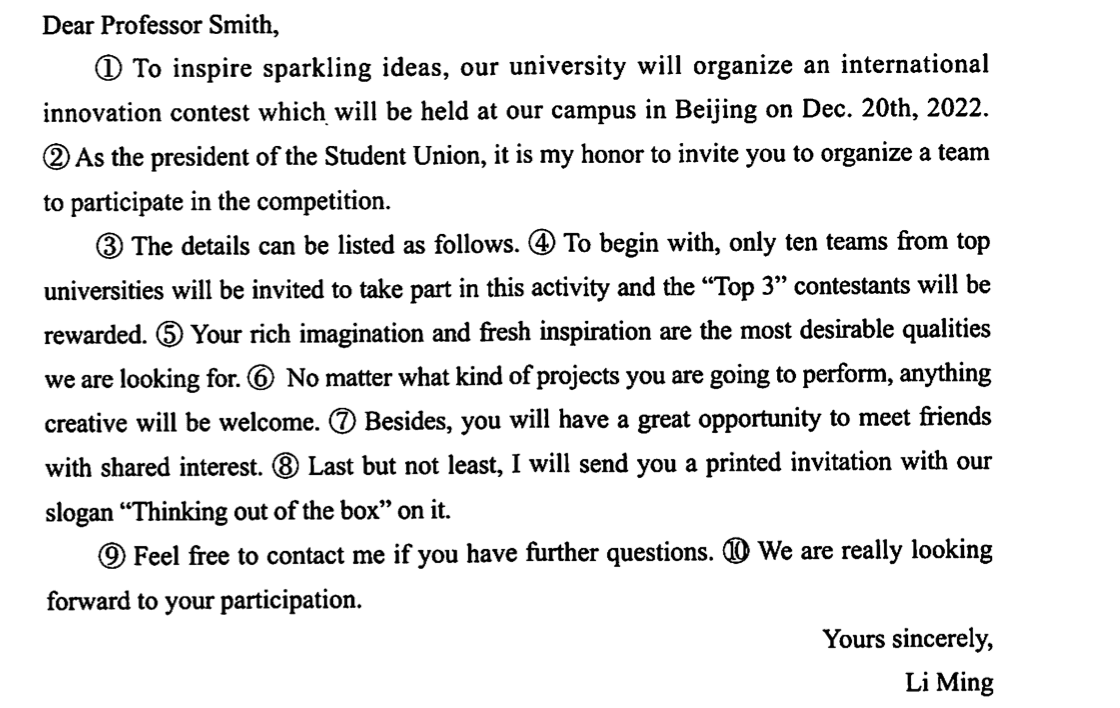 Dear Professor Smith,
① To inspire sparkling ideas, our university will organize an international
innovation contest which will be held at our campus in Beijing on Dec. 20th, 2022.
② As the president of the Student Union, it is my honor to invite you to organize a team
to participate in the competition.
③ The details can be listed as follows. ④ To begin with, only ten teams from top
universities will be invited to take part in this activity and the “Top 3” contestants will be
rewarded. ⑤ Your rich imagination and fresh inspiration are the most desirable qualities
we are looking for. ⑥ No matter what kind of projects you are going to perform, anything
creative will be welcome. ⑦ Besides, you will have a great opportunity to meet friends
with shared interest. ⑧ Last but not least, I will send you a printed invitation with our
slogan “Thinking out of the box” on it.
⑨ Feel free to contact me if you have further questions. ⑩ We are really looking
forward to your participation.
Yours sincerely,
Li Ming